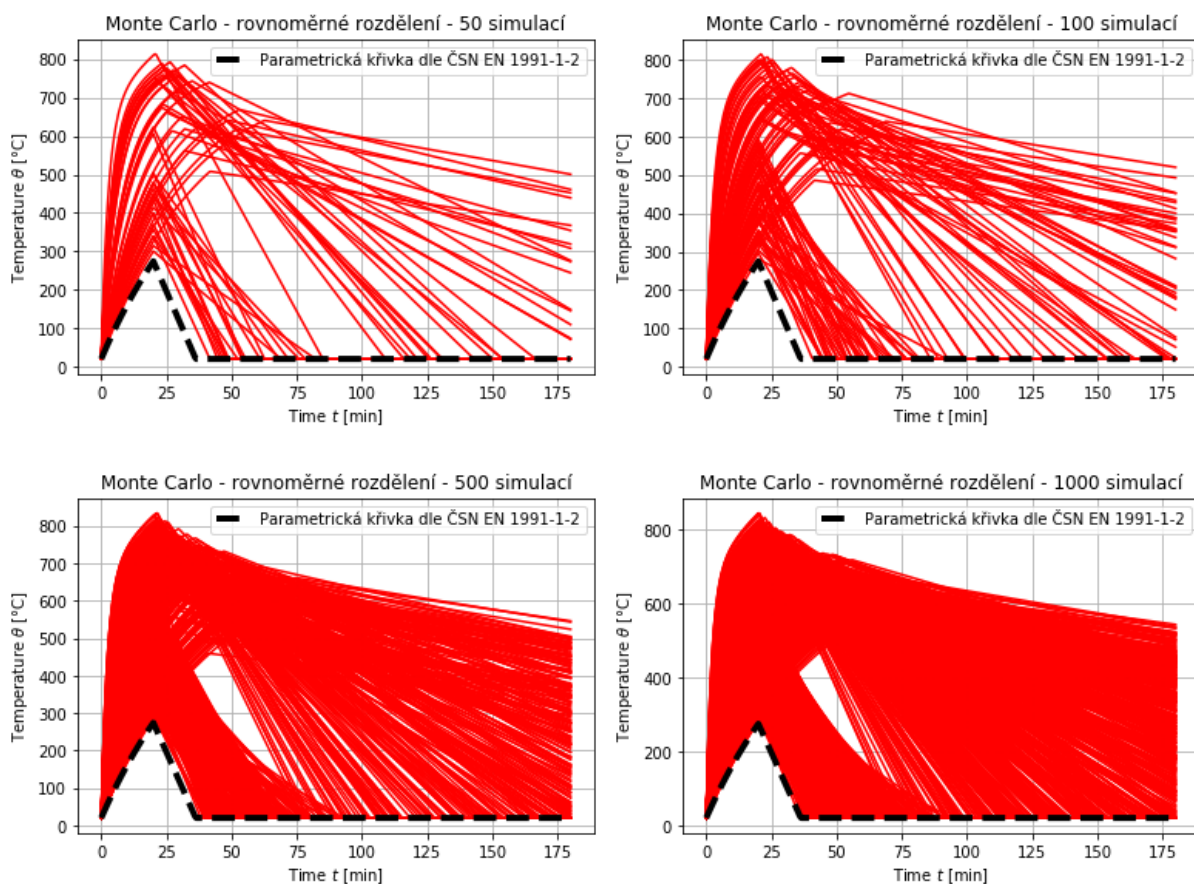 Monte Carlo - rovnoměrné rozdělení - 50 simulací
Parametrická křivka dle ČSN EN 1991-1-2
Temperature θ [°C]
800
700
600
500
400
300
200
100
0
0 25 50 75 100 125 150 175
Time t [min]
Monte Carlo - rovnoměrné rozdělení - 100 simulací
Parametrická křivka dle ČSN EN 1991-1-2
Temperature θ [°C]
800
700
600
500
400
300
200
100
0
0 25 50 75 100 125 150 175
Time t [min]
Monte Carlo - rovnoměrné rozdělení - 500 simulací
Parametrická křivka dle ČSN EN 1991-1-2
Temperature θ [°C]
800
700
600
500
400
300
200
100
0
0 25 50 75 100 125 150 175
Time t [min]
Monte Carlo - rovnoměrné rozdělení - 1000 simulací
Parametrická křivka dle ČSN EN 1991-1-2
Temperature θ [°C]
800
600
400
200
0
0 25 50 75 100 125 150 175
Time t [min]